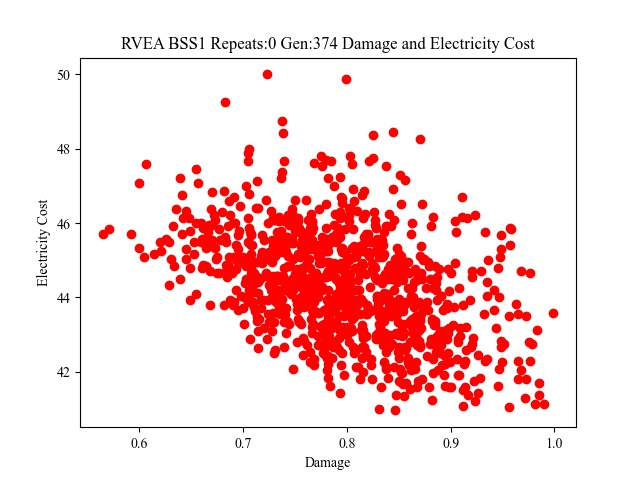 RVEA BSS1 Repeats:0 Gen:374 Damage and Electricity Cost
50
48
46
44
42
Electricity Cost
0.6 0.7 0.8 0.9 1.0
Damage